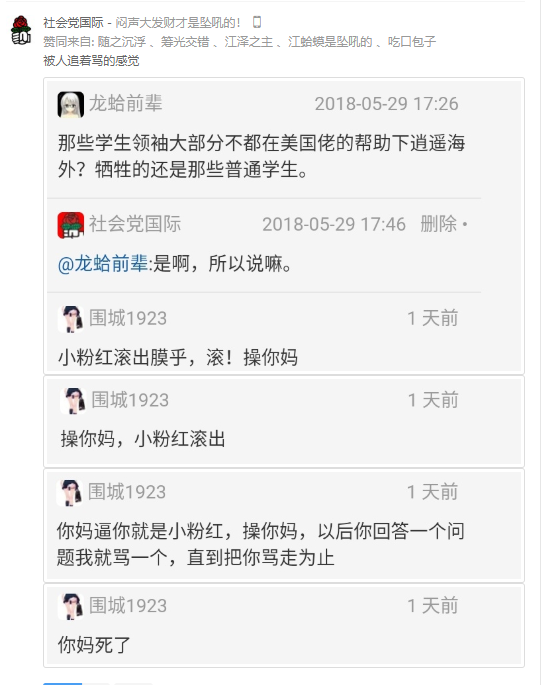 社会党国际 - 闷声大发财才是坠吼的！
赞同来自: 随之沉浮 、筹光交错 、江泽之主 、江蛤蟆是坠吼的 、吃口包子
被人追着骂的感觉
龙蛤前辈 2018-05-29 17:26
那些学生领袖大部分不都在美国佬的帮助下逍遥海
外？牺牲的还是那些普通学生。
社会党国际 2018-05-29 17:46 删除 •
@龙蛤前辈:是啊，所以说嘛。
围城1923 1 天前
小粉红滚出膜乎，滚！操你妈
围城1923 1 天前
操你妈，小粉红滚出
围城1923 1 天前
你妈逼你就是小粉红，操你妈，以后你回答一个问
题我就骂一个，直到把你骂走为止
围城1923 1 天前
你妈死了